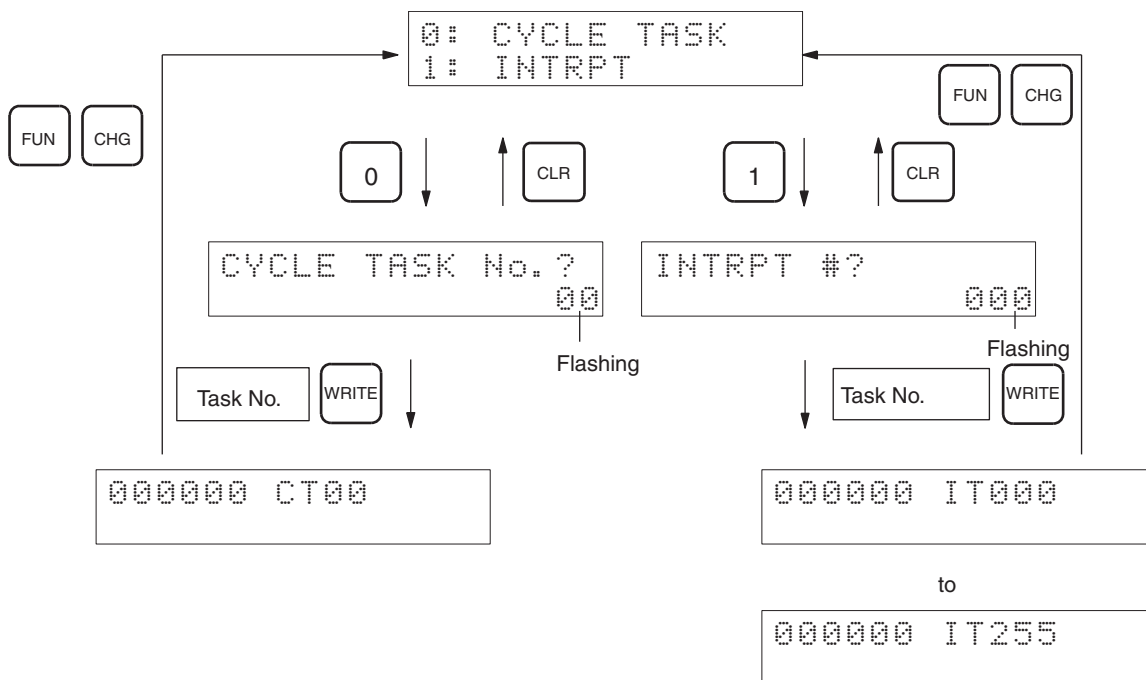 0: CYCLE TASK
1: INTRPT
FUN CHG
FUN CHG
0
CLR
1
CLR
CYCLE TASK No.?
00
INTRPT #?
000
Flashing
Flashing
Task No.
WRITE
Task No.
WRITE
000000 CT00
000000 IT000
to
000000 IT255